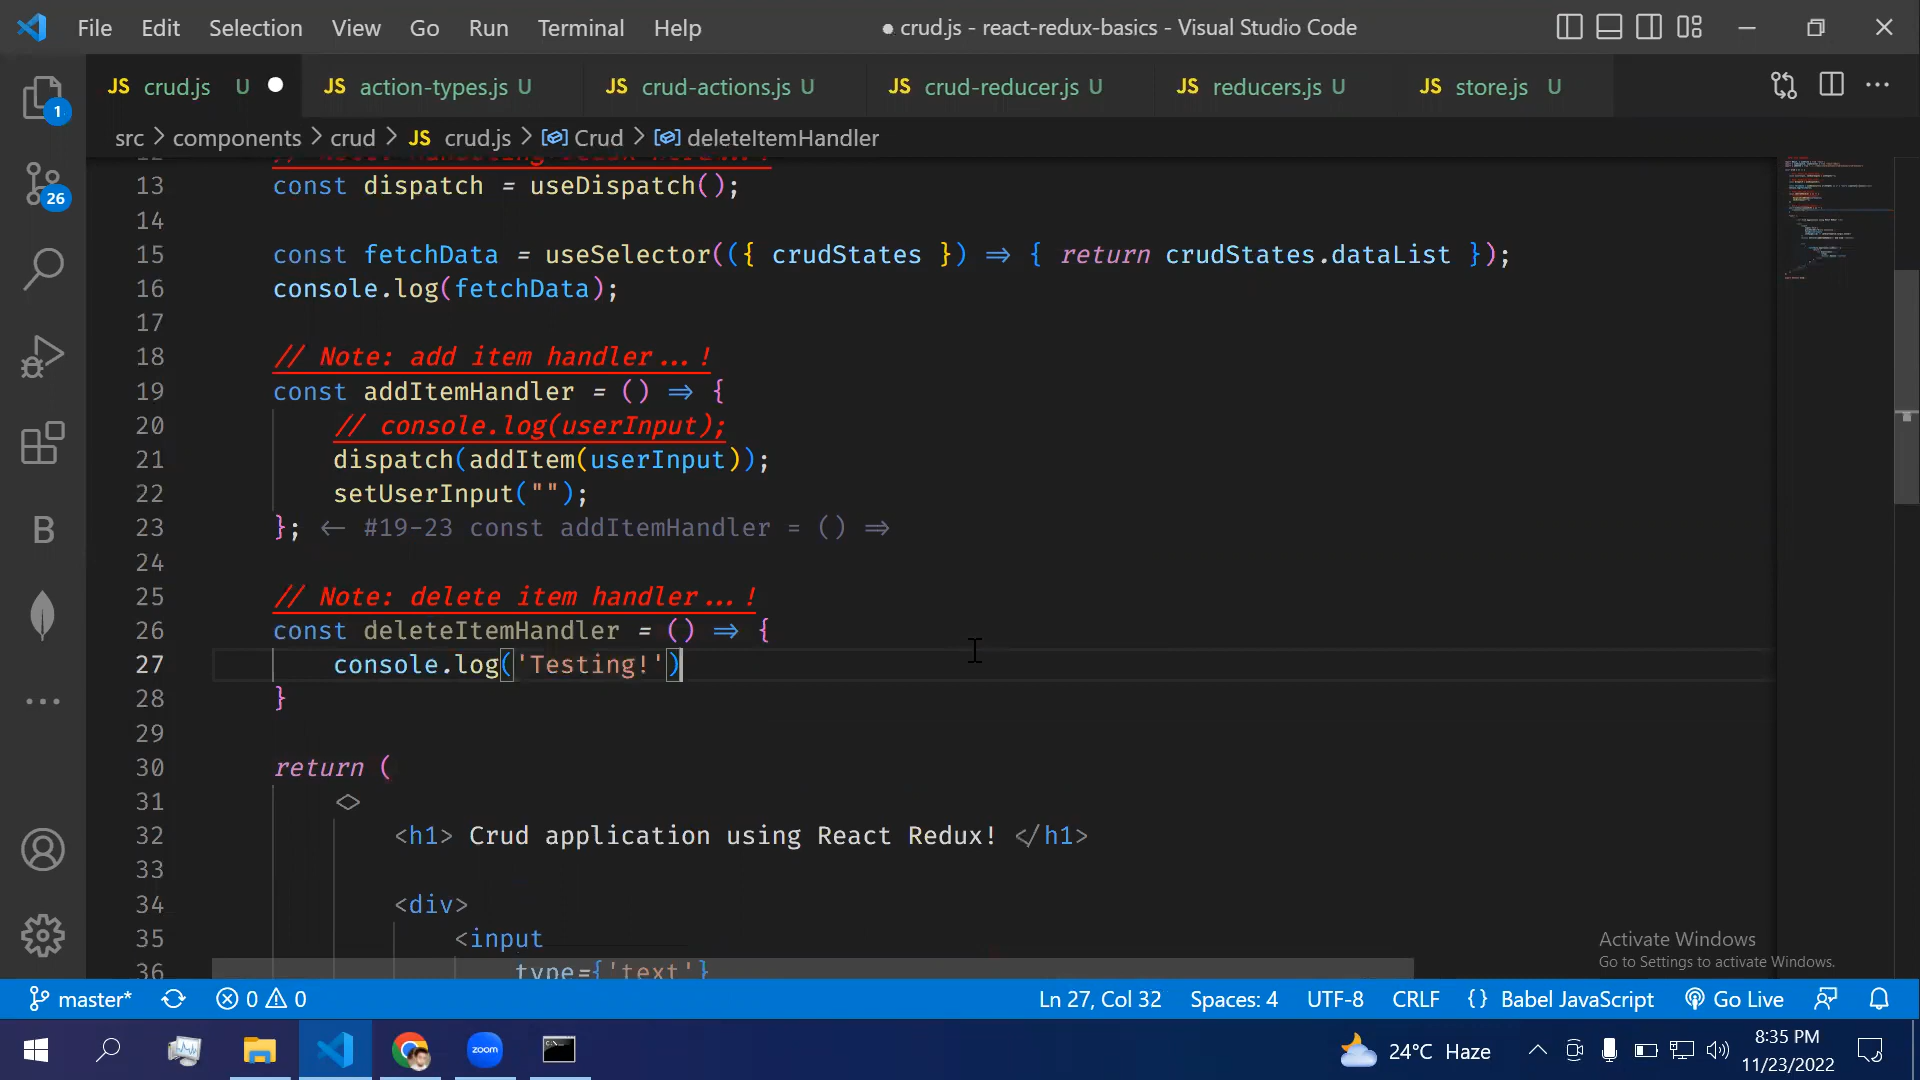 File Edit Selection View Go Run Terminal Help
● crud.js - react-redux-basics - Visual Studio Code
JS crud.js U ● JS action-types.js U JS crud-actions.js U JS crud-reducer.js U JS reducers.js U JS store.js U
src > components > crud > JS crud.js > Crud > deleteItemHandler
13 const dispatch = useDispatch();
14
15 const fetchData = useSelector(({ crudStates }) => { return crudStates.dataList });
16 console.log(fetchData);
17
18 // Note: add item handler...!
19 const addItemHandler = () => {
20 // console.log(userInput);
21 dispatch(addItem(userInput));
22 setUserInput("");
23 }; <- #19-23 const addItemHandler = () =>
24
25 // Note: delete item handler...!
26 const deleteItemHandler = () => {
27 console.log('Testing!')
28 }
29
30 return (
31 <>
32 <h1> Crud application using React Redux! </h1>
33
34 <div>
35 <input
36 type={'text'}
1
26
B
Activate Windows
Go to Settings to activate Windows.
master* 0 0 Ln 27, Col 32 Spaces: 4 UTF-8 CRLF {} Babel JavaScript Go Live
zoom
24°C Haze
8:35 PM
11/23/2022